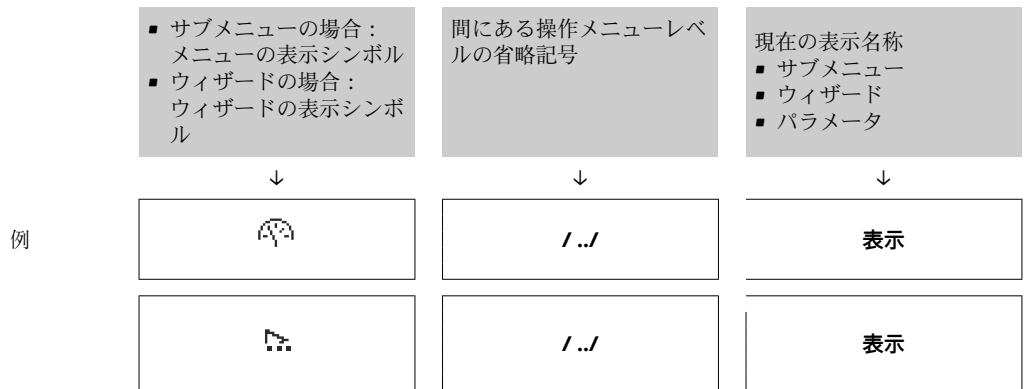 ▪ サブメニューの場合：
メニューの表示シンボル
▪ ウィザードの場合：
ウィザードの表示シンボ
ル
間にある操作メニューレベ
ルの省略記号
現在の表示名称
▪ サブメニュー
▪ ウィザード
▪ パラメータ
↓ ↓ ↓
例
/ ../
表示
/ ../
表示